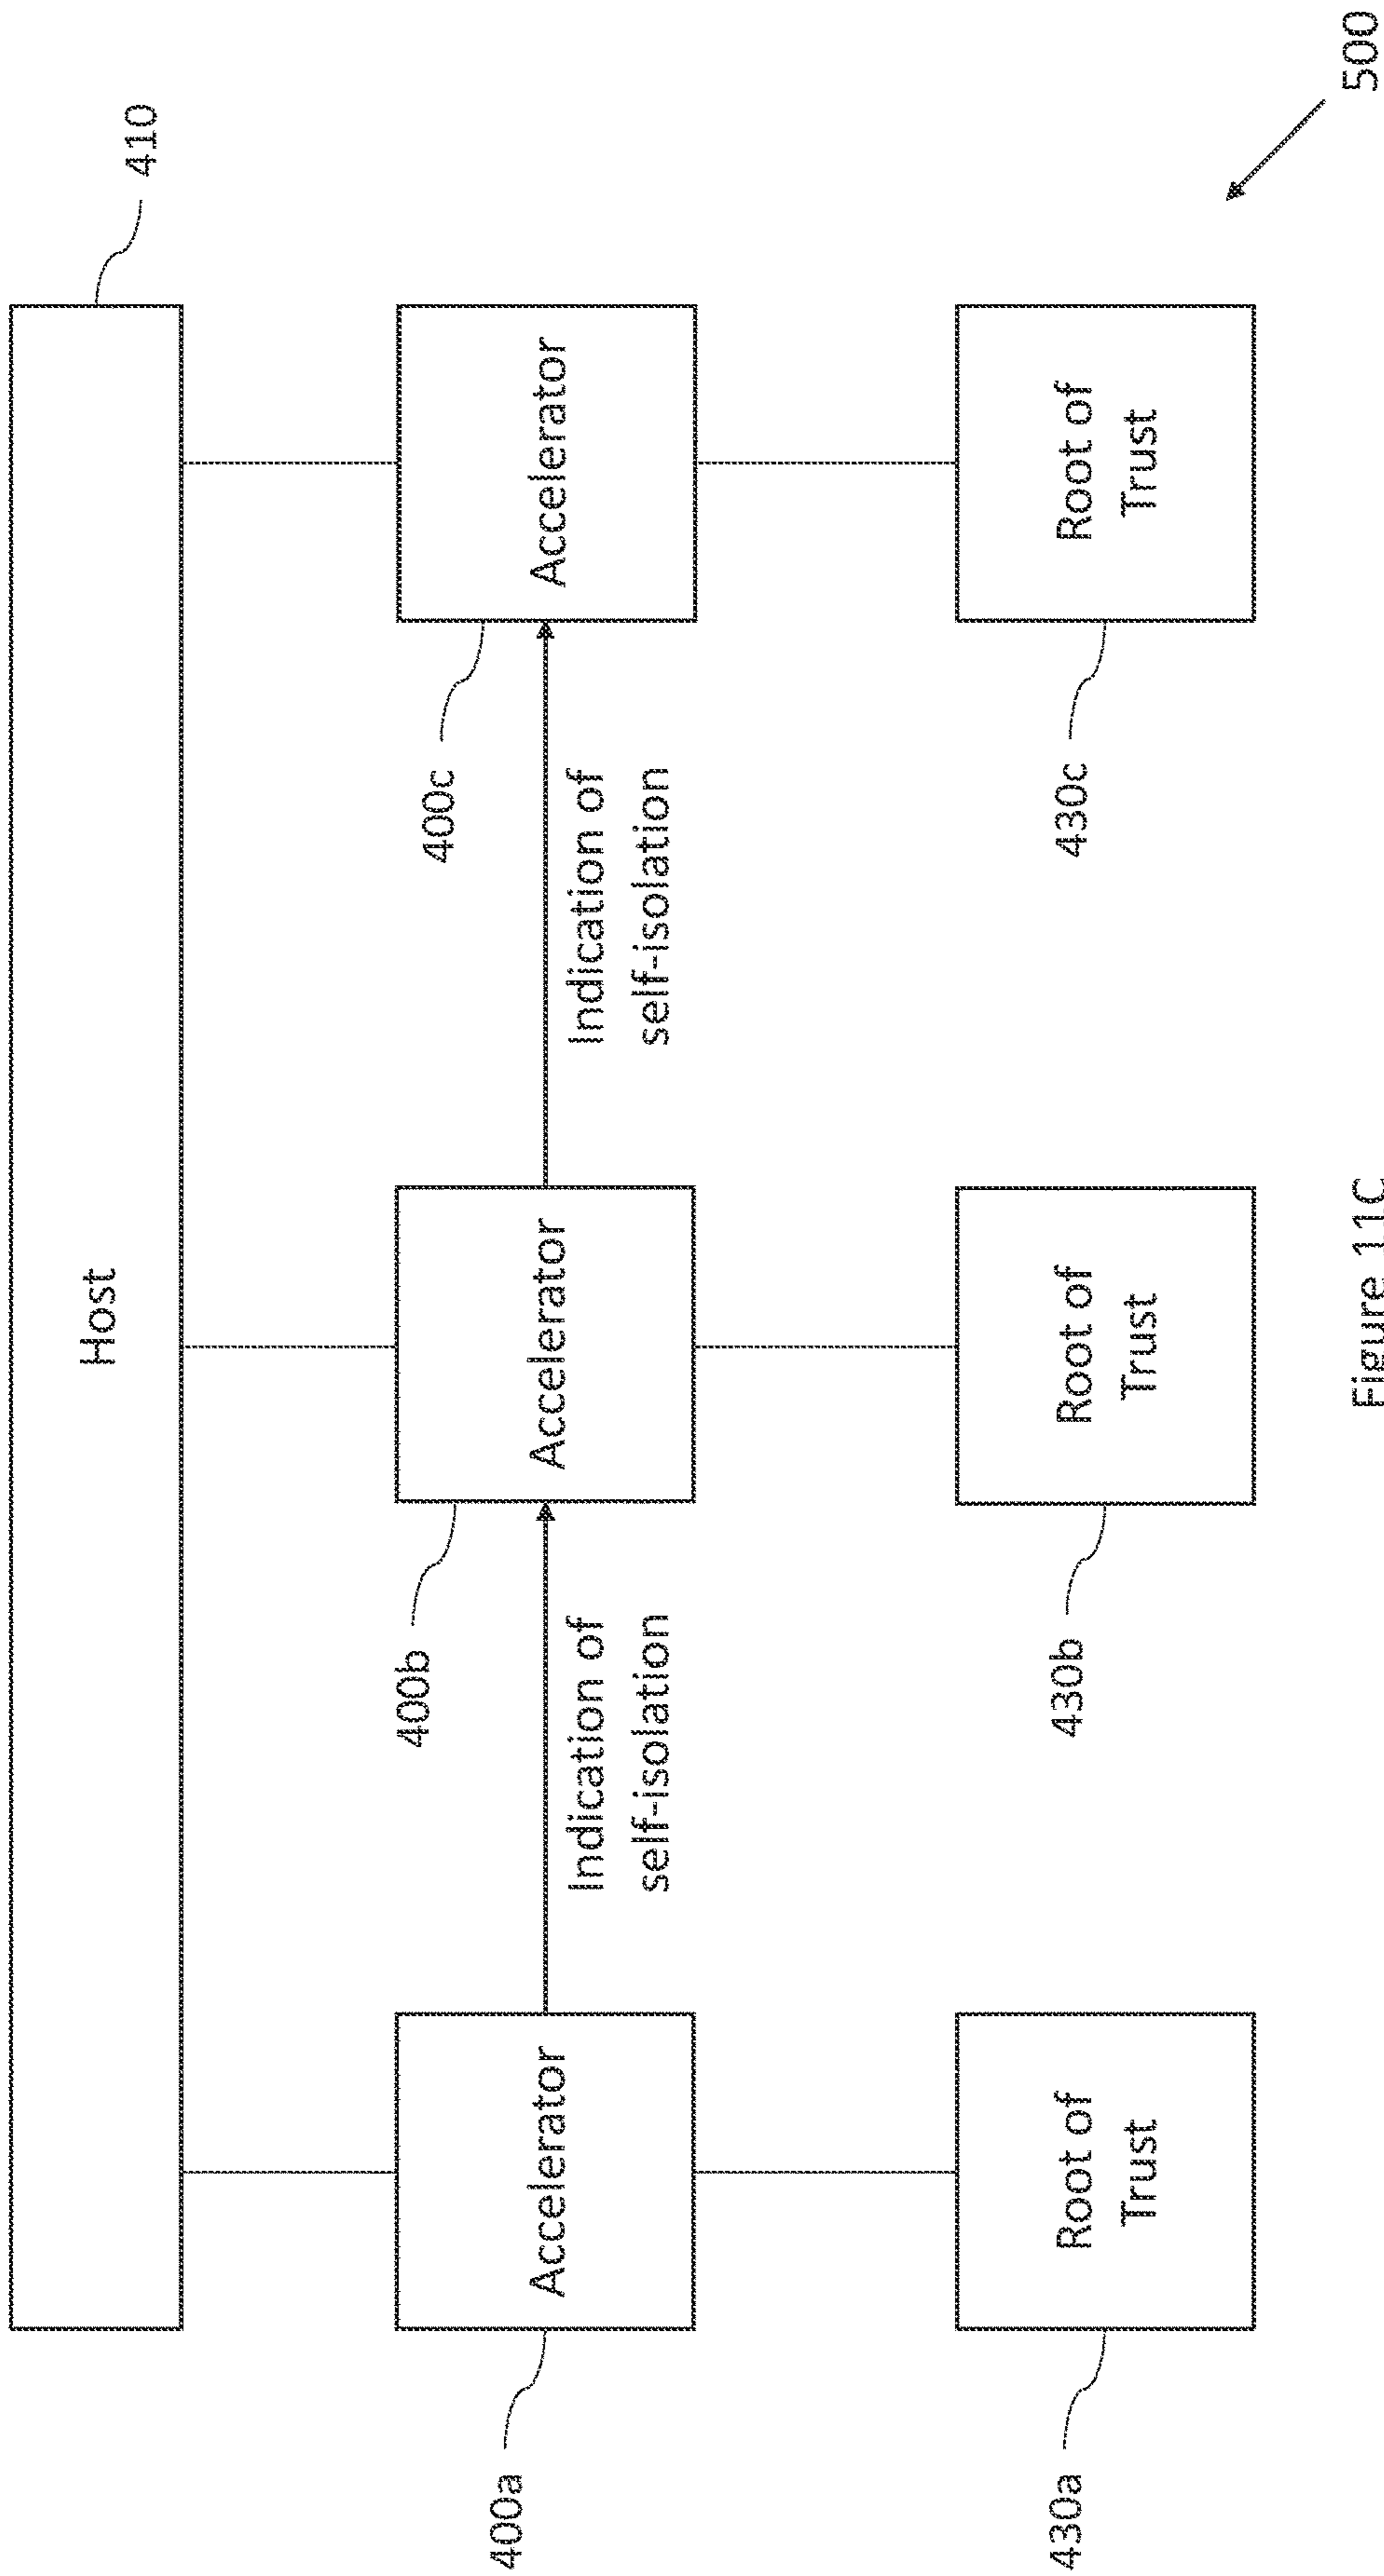 410
Host
400a
Accelerator
Indication of
self-isolation
400b
Accelerator
Indication of
self-isolation
400c
Accelerator
430a
Root of
Trust
430b
Root of
Trust
430c
Root of
Trust
500
Figure 11C